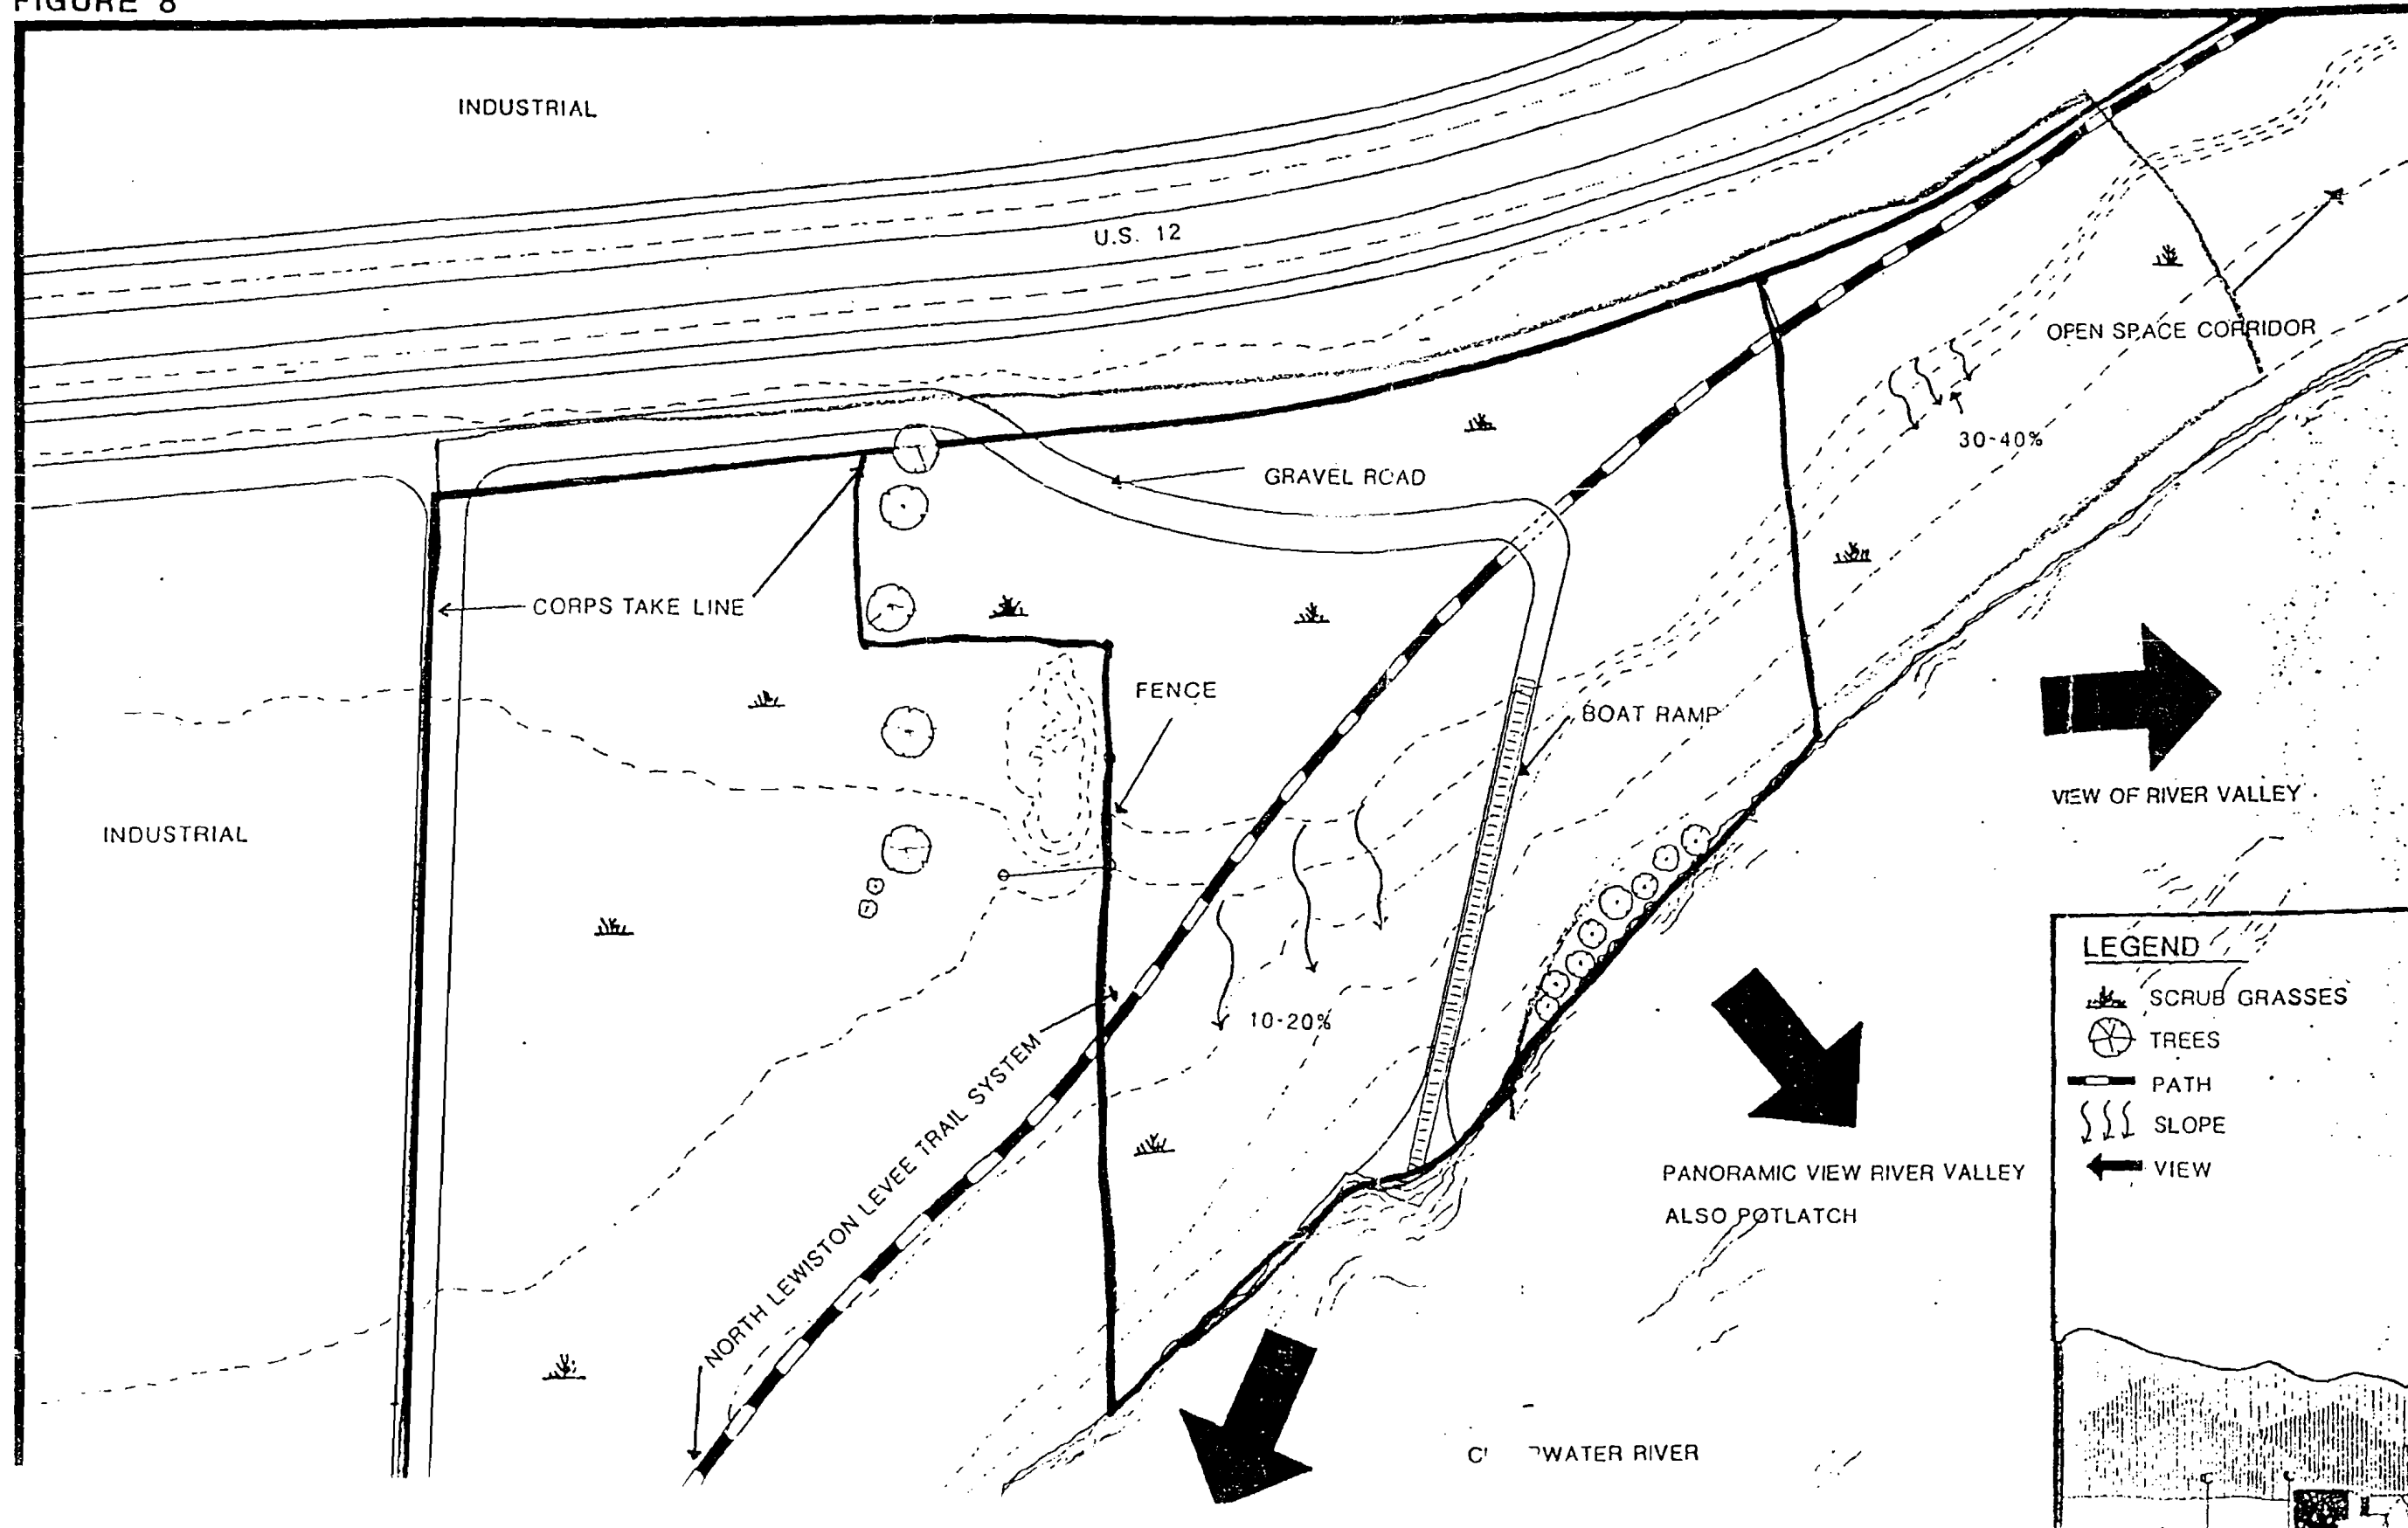 FIGURE 8
INDUSTRIAL
U.S. 12
OPEN SPACE CORRIDOR
30-40%
GRAVEL ROAD
CORPS TAKE LINE
FENCE
BOAT RAMP
VIEW OF RIVER VALLEY
INDUSTRIAL
LEGEND
SCRUB GRASSES
TREES
PATH
SLOPE
VIEW
10-20%
NORTH LEWISTON LEVEE TRAIL SYSTEM
PANORAMIC VIEW RIVER VALLEY
ALSO POTLATCH
RIVER